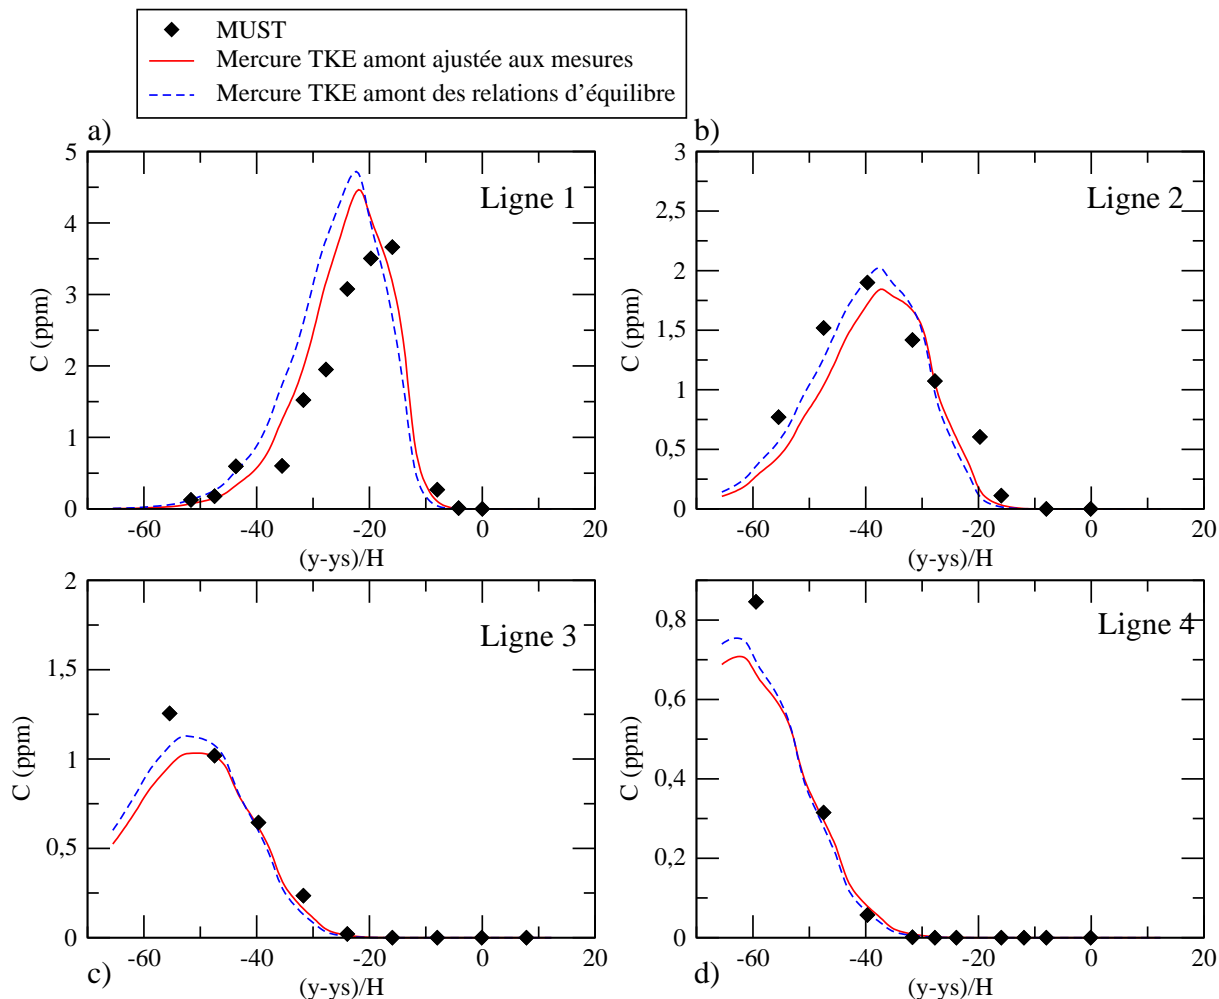 MUST
Mercure TKE amont ajustée aux mesures
Mercure TKE amont des relations d'équilibre
a)
5
4
3
2
1
0
C (ppm)
Ligne 1
-60 -40 -20 0 20
(y-ys)/H
b)
3
2,5
2
1,5
1
0,5
0
C (ppm)
Ligne 2
-60 -40 -20 0 20
(y-ys)/H
2
1,5
1
0,5
0
C (ppm)
Ligne 3
-60 -40 -20 0 20
c)
(y-ys)/H
0,8
0,6
0,4
0,2
0
C (ppm)
Ligne 4
-60 -40 -20 0 20
d)
(y-ys)/H